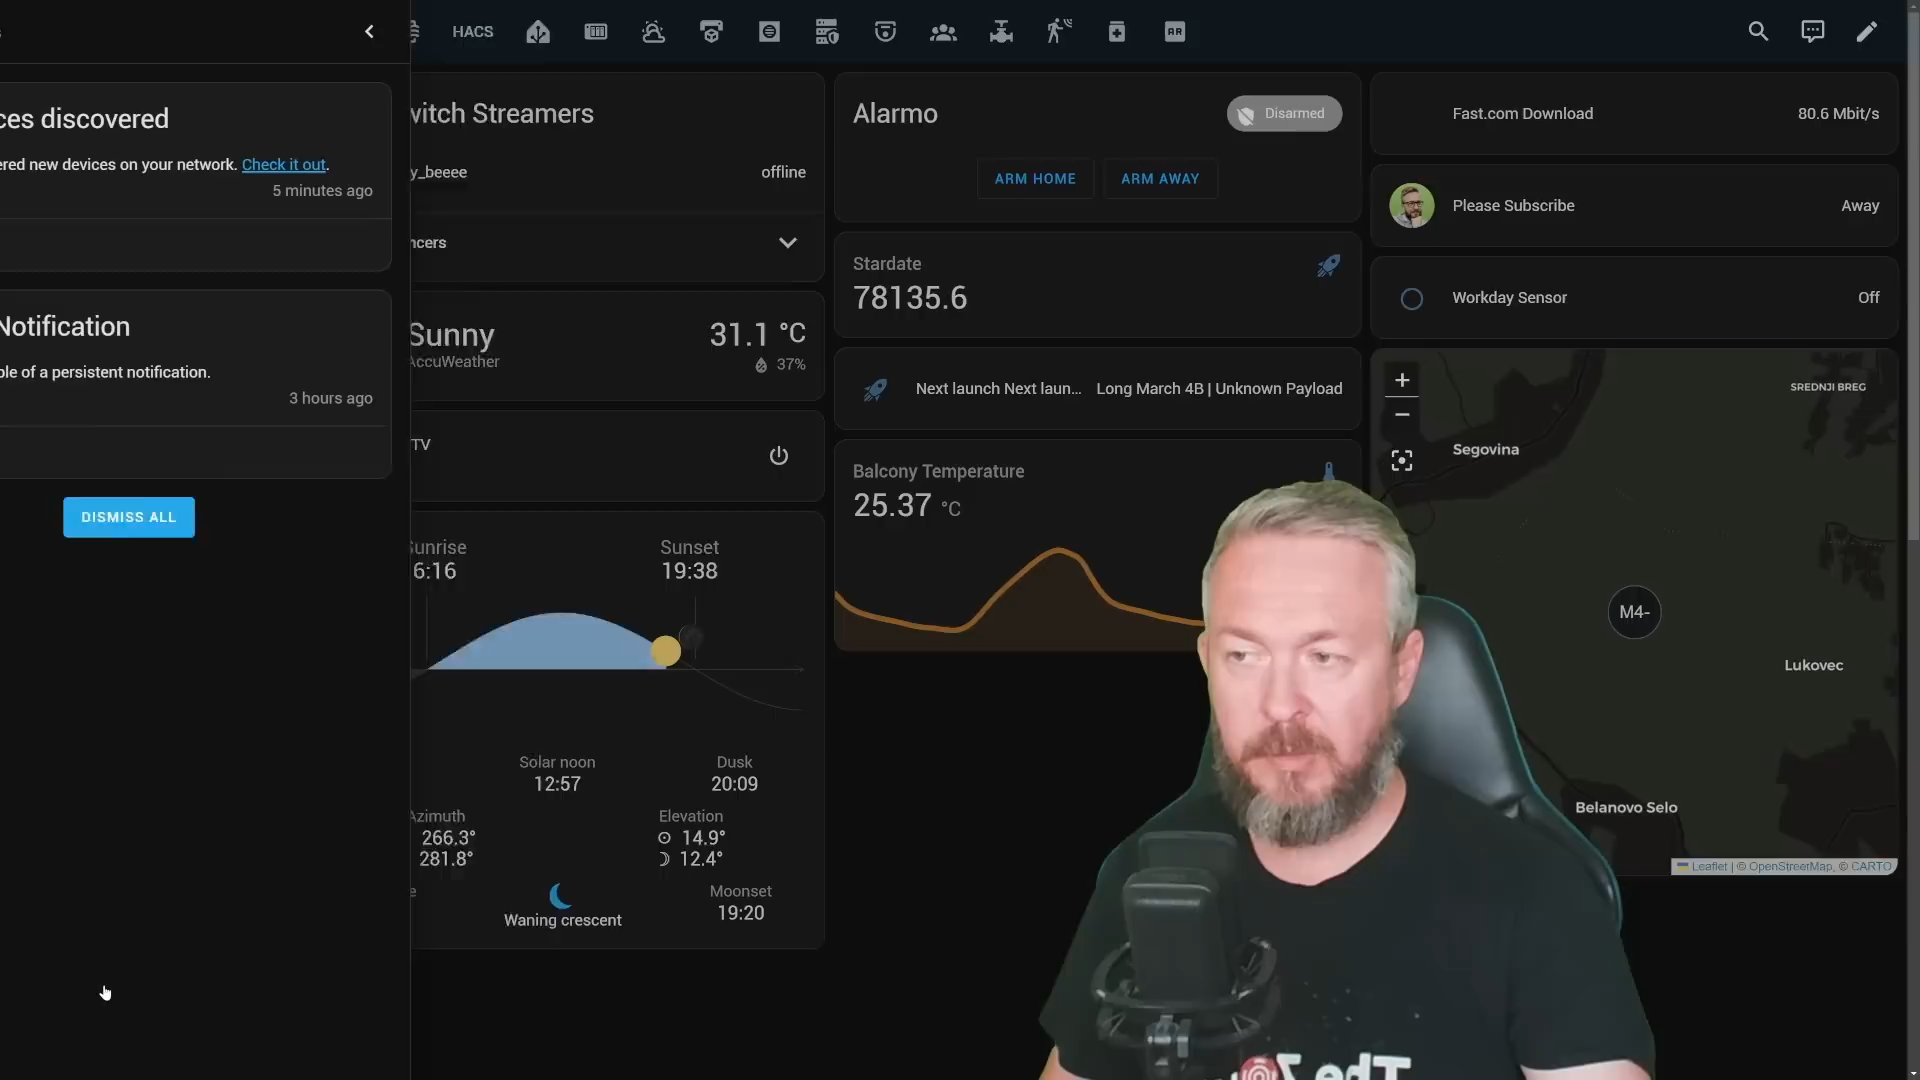 HACS
AR
ces discovered
ered new devices on your network. Check it out.
5 minutes ago
Notification
ple of a persistent notification.
3 hours ago
DISMISS ALL
witch Streamers
y_beeee
offline
ncers
Sunny
31.1 °C
AccuWeather
37%
TV
Sunrise
6:16
Sunset
19:38
Solar noon
12:57
Dusk
20:09
Azimuth
266.3°
281.8°
Elevation
14.9°
12.4°
e
Waning crescent
Moonset
19:20
Alarmo
Disarmed
ARM HOME
ARM AWAY
Stardate
78135.6
Next launch Next laun...
Long March 4B | Unknown Payload
Balcony Temperature
25.37 °C
Fast.com Download
80.6 Mbit/s
Please Subscribe
Away
Workday Sensor
Off
+
−
SREDNJI BREG
Segovina
M4-
Lukovec
Belanovo Selo
Leaflet | © OpenStreetMap, © CARTO
The